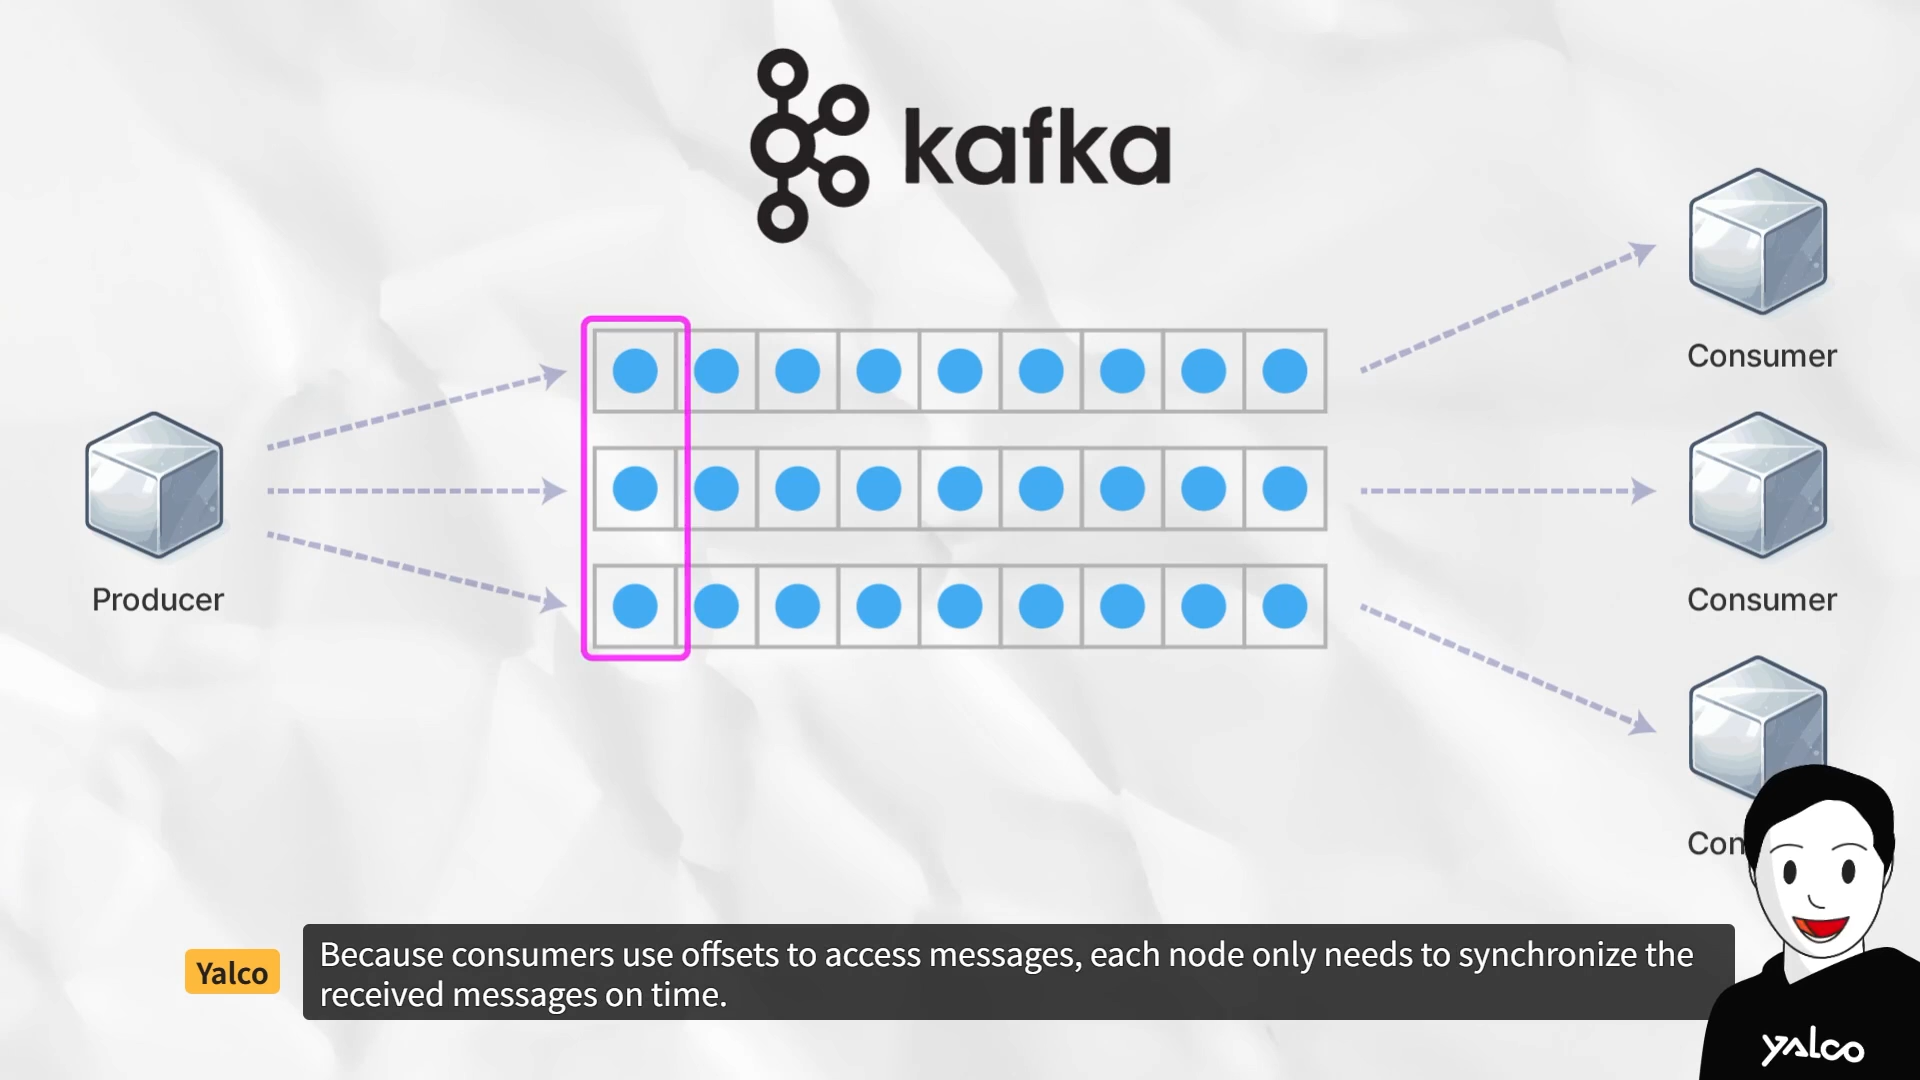 kafka
Consumer
Producer
Consumer
Con
Yalco
Because consumers use offsets to access messages, each node only needs to synchronize the
received messages on time.
yalco